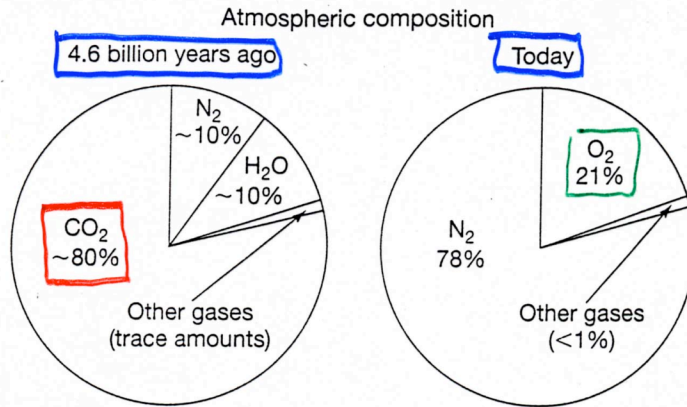 Atmospheric composition
4.6 billion years ago
Today
N₂
~10%
H₂O
~10%
CO₂
~80%
Other gases
(trace amounts)
O₂
21%
N₂
78%
Other gases
(<1%)